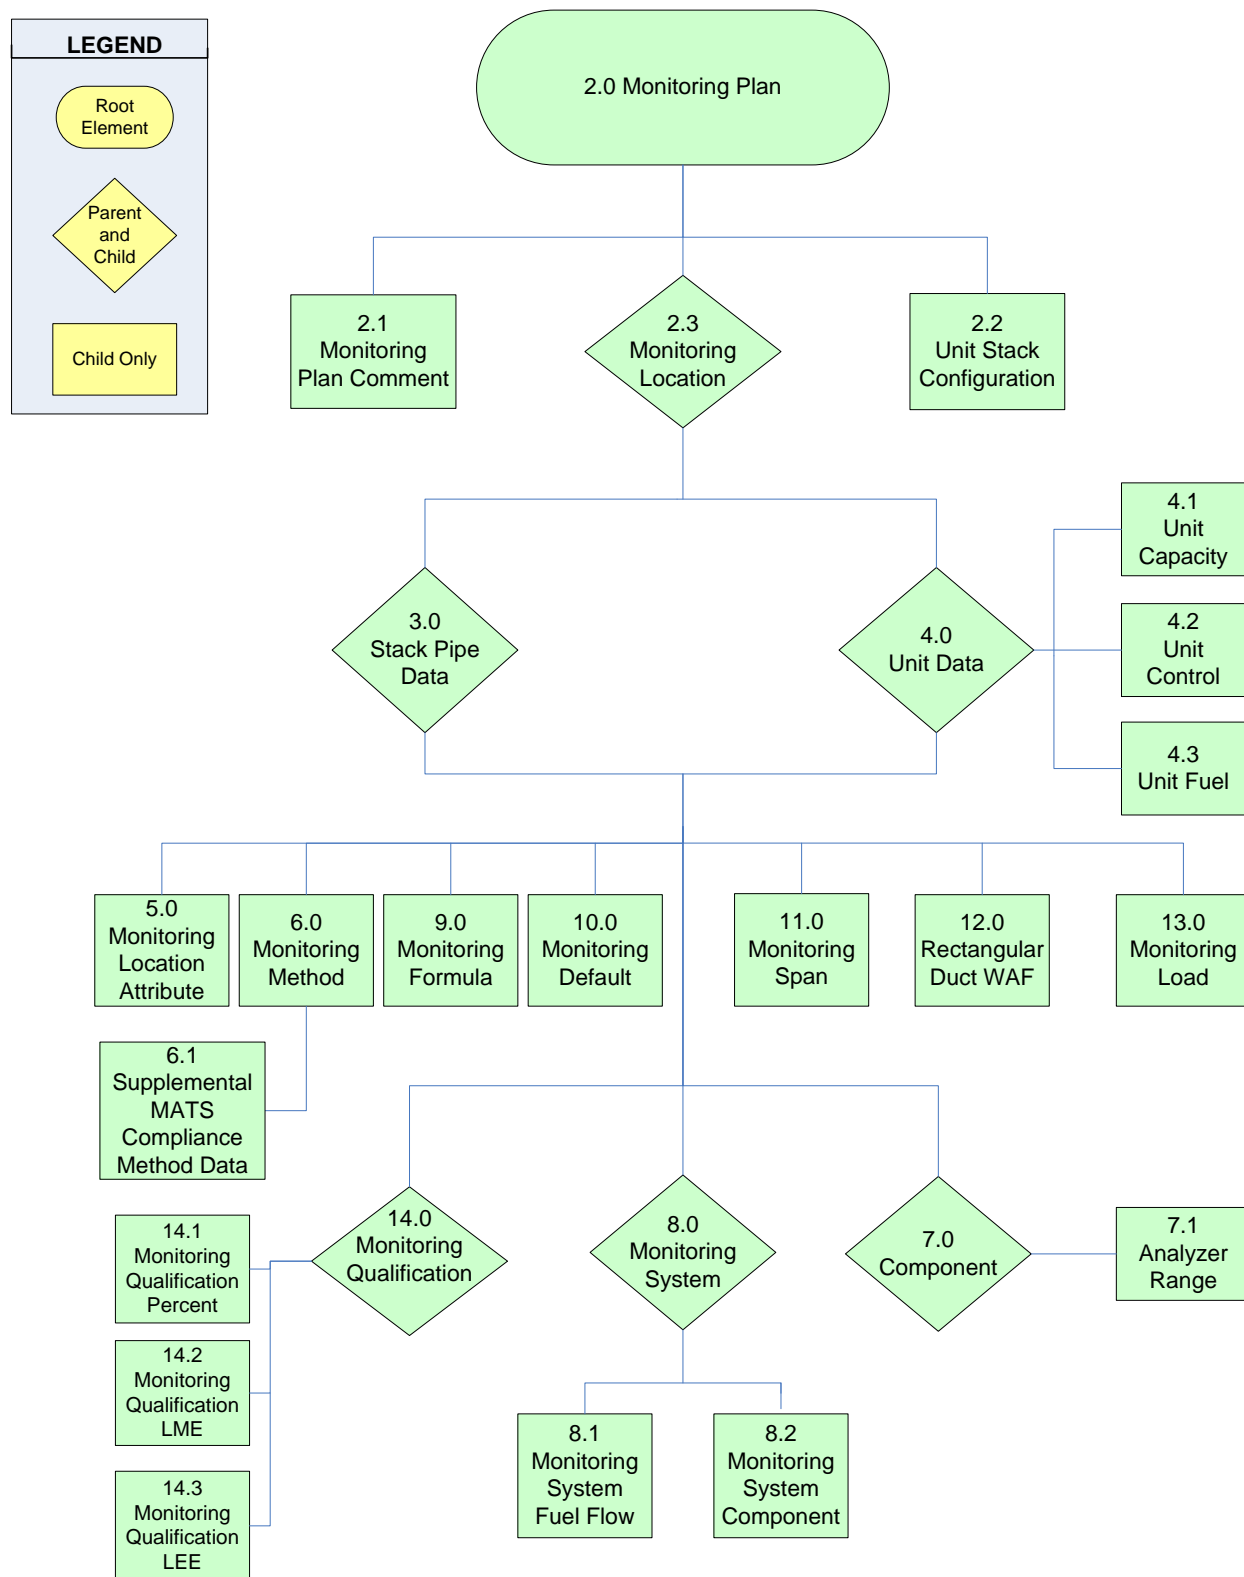 LEGEND
Root
Element
Parent
and
Child
Child Only
2.0 Monitoring Plan
2.1
Monitoring
Plan Comment
2.3
Monitoring
Location
2.2
Unit Stack
Configuration
3.0
Stack Pipe
Data
4.0
Unit Data
4.1
Unit
Capacity
4.2
Unit
Control
4.3
Unit Fuel
5.0
Monitoring
Location
Attribute
6.0
Monitoring
Method
9.0
Monitoring
Formula
10.0
Monitoring
Default
11.0
Monitoring
Span
12.0
Rectangular
Duct WAF
13.0
Monitoring
Load
6.1
Supplemental
MATS
Compliance
Method Data
14.0
Monitoring
Qualification
8.0
Monitoring
System
7.0
Component
7.1
Analyzer
Range
14.1
Monitoring
Qualification
Percent
14.2
Monitoring
Qualification
LME
14.3
Monitoring
Qualification
LEE
8.1
Monitoring
System
Fuel Flow
8.2
Monitoring
System
Component